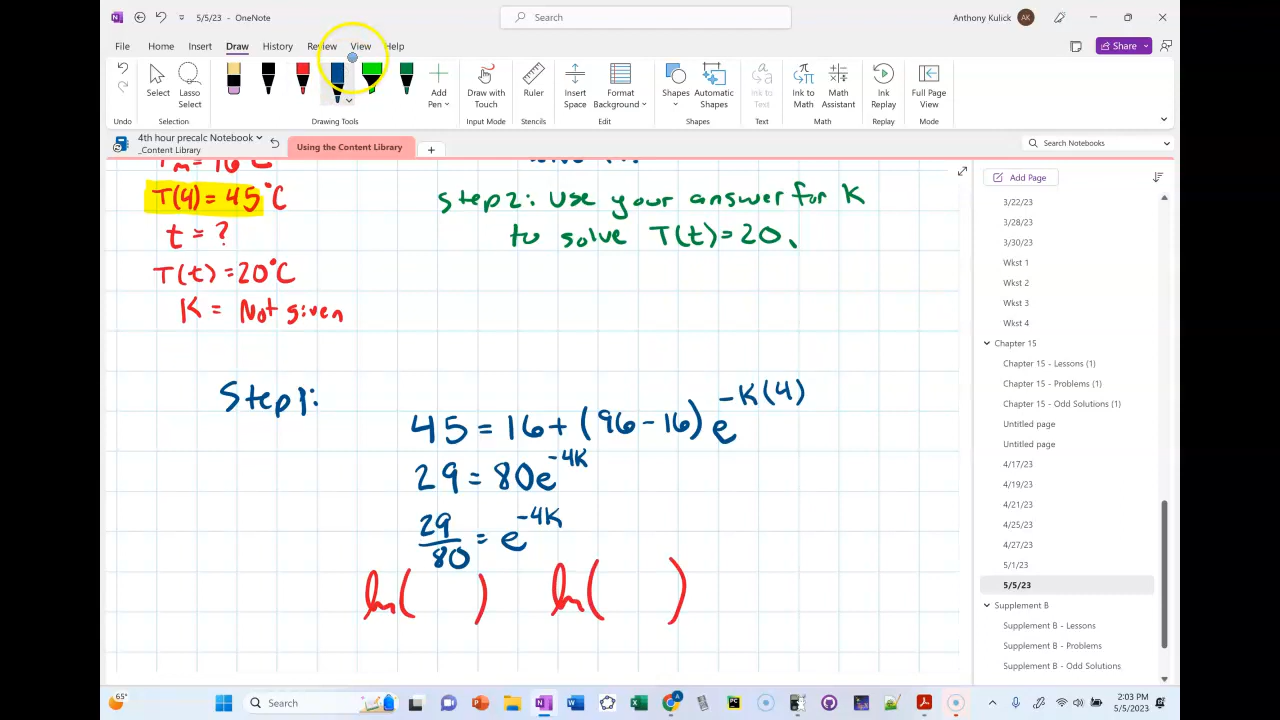 5/5/23 - OneNote
Search
Anthony Kulick
AK
File Home Insert Draw History Review View Help
Share
Select
Lasso Select
Add Pen
Draw with Touch
Ruler
Insert Space
Format Background
Shapes
Automatic Shapes
Ink to Text
Ink to Math
Math Assistant
Ink Replay
Full Page View
Undo
Selection
Drawing Tools
Input Mode
Stencils
Edit
Shapes
Text
Math
Replay
Mode
4th hour precalc Notebook
_Content Library
Using the Content Library
Search Notebooks
Add Page
Tm = 16°C
T(4) = 45°C
t = ?
T(t) = 20°C
K = Not given
step2: Use your answer for K
to solve T(t) = 20.
Step1:
45 = 16 + (96 - 16) e^-K(4)
29 = 80e^-4K
29/80 = e^-4K
ln( ) ln( )
3/22/23
3/28/23
3/30/23
Wkst 1
Wkst 2
Wkst 3
Wkst 4
Chapter 15
Chapter 15 - Lessons (1)
Chapter 15 - Problems (1)
Chapter 15 - Odd Solutions (1)
Untitled page
Untitled page
4/17/23
4/19/23
4/21/23
4/25/23
4/27/23
5/1/23
5/5/23
Supplement B
Supplement B - Lessons
Supplement B - Problems
Supplement B - Odd Solutions
65°
Search
2:03 PM
5/5/2023